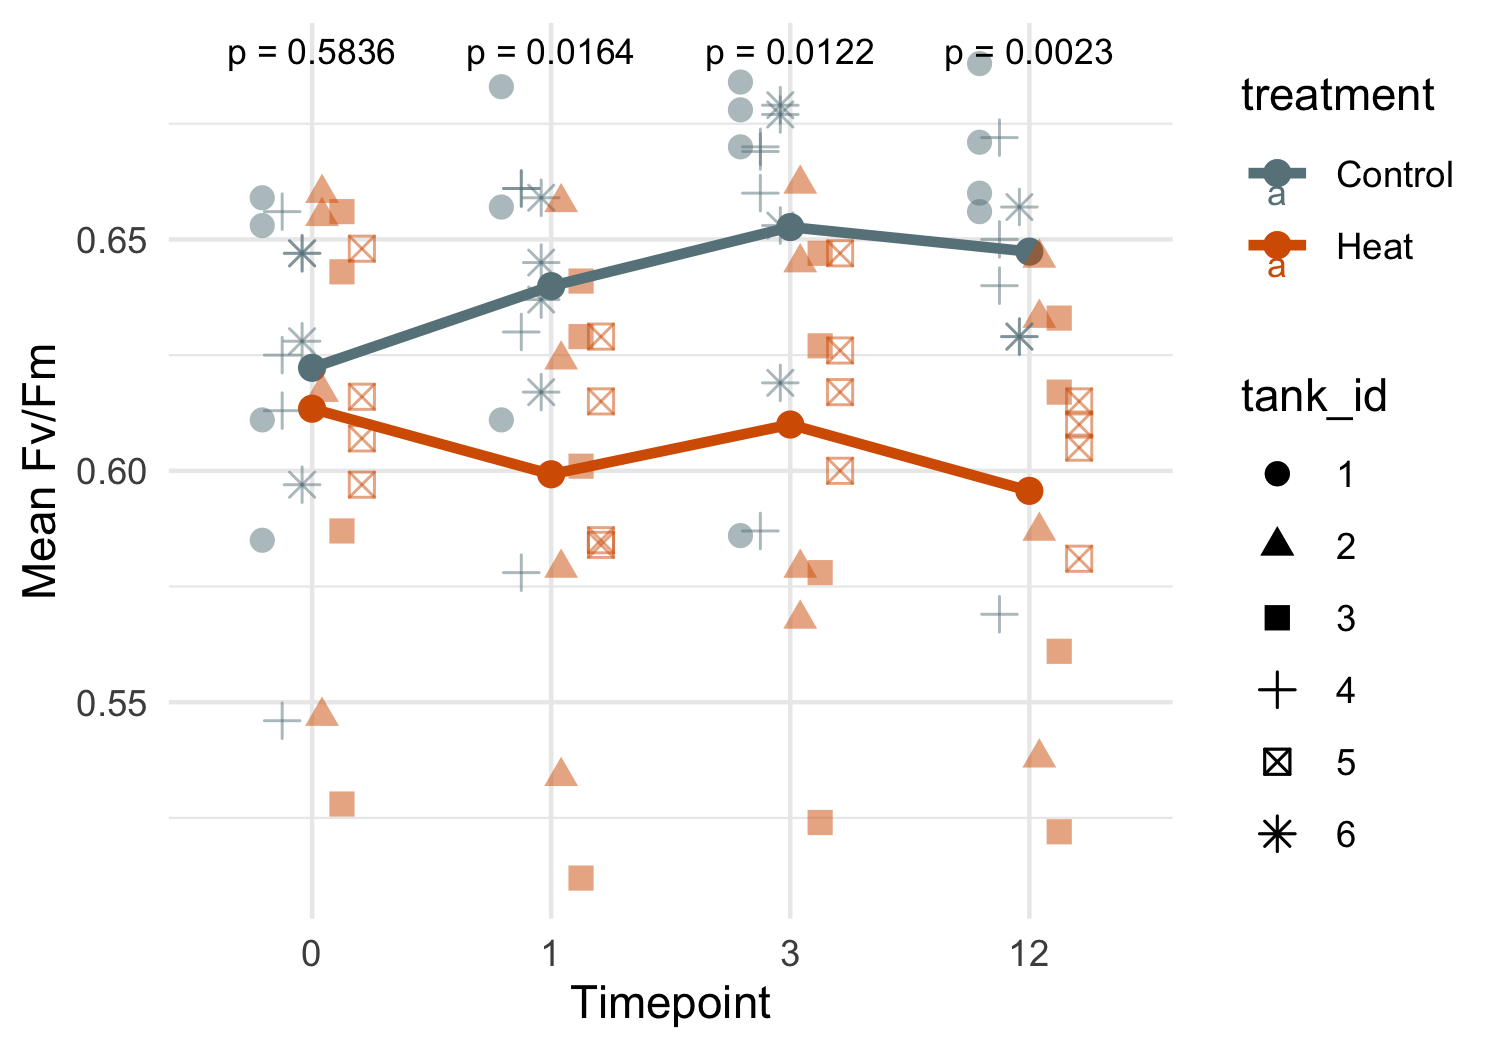 p = 0.5836
p = 0.0164
p = 0.0122
p = 0.0023
Mean Fv/Fm
0.65
0.60
0.55
0
1
3
12
Timepoint
treatment
a Control
a Heat
tank_id
1
2
3
4
5
6